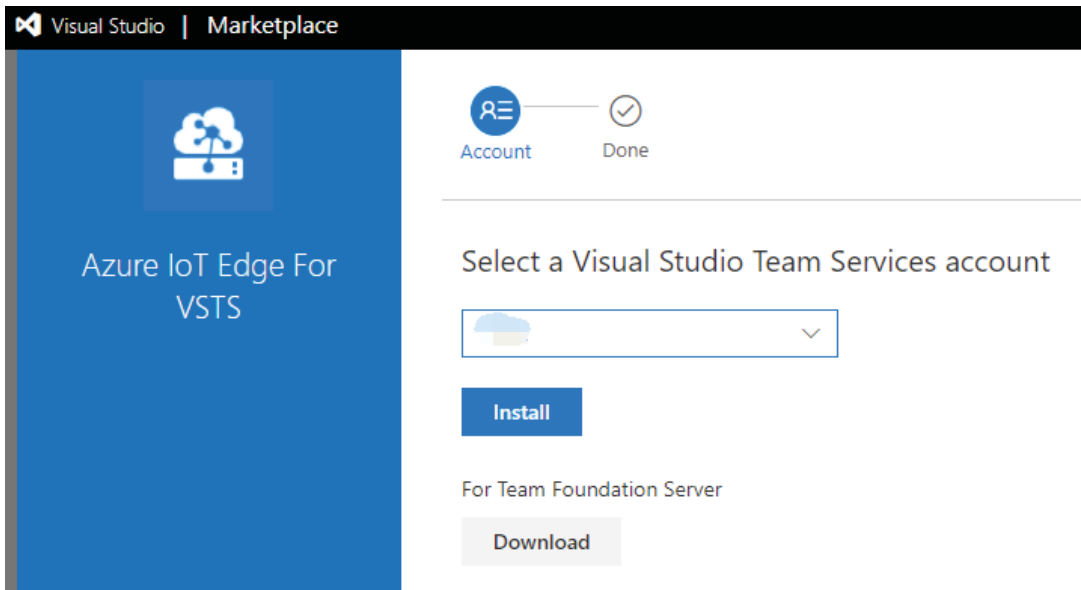 Visual Studio | Marketplace
Account
Done
Azure IoT Edge For
VSTS
Select a Visual Studio Team Services account
Install
For Team Foundation Server
Download